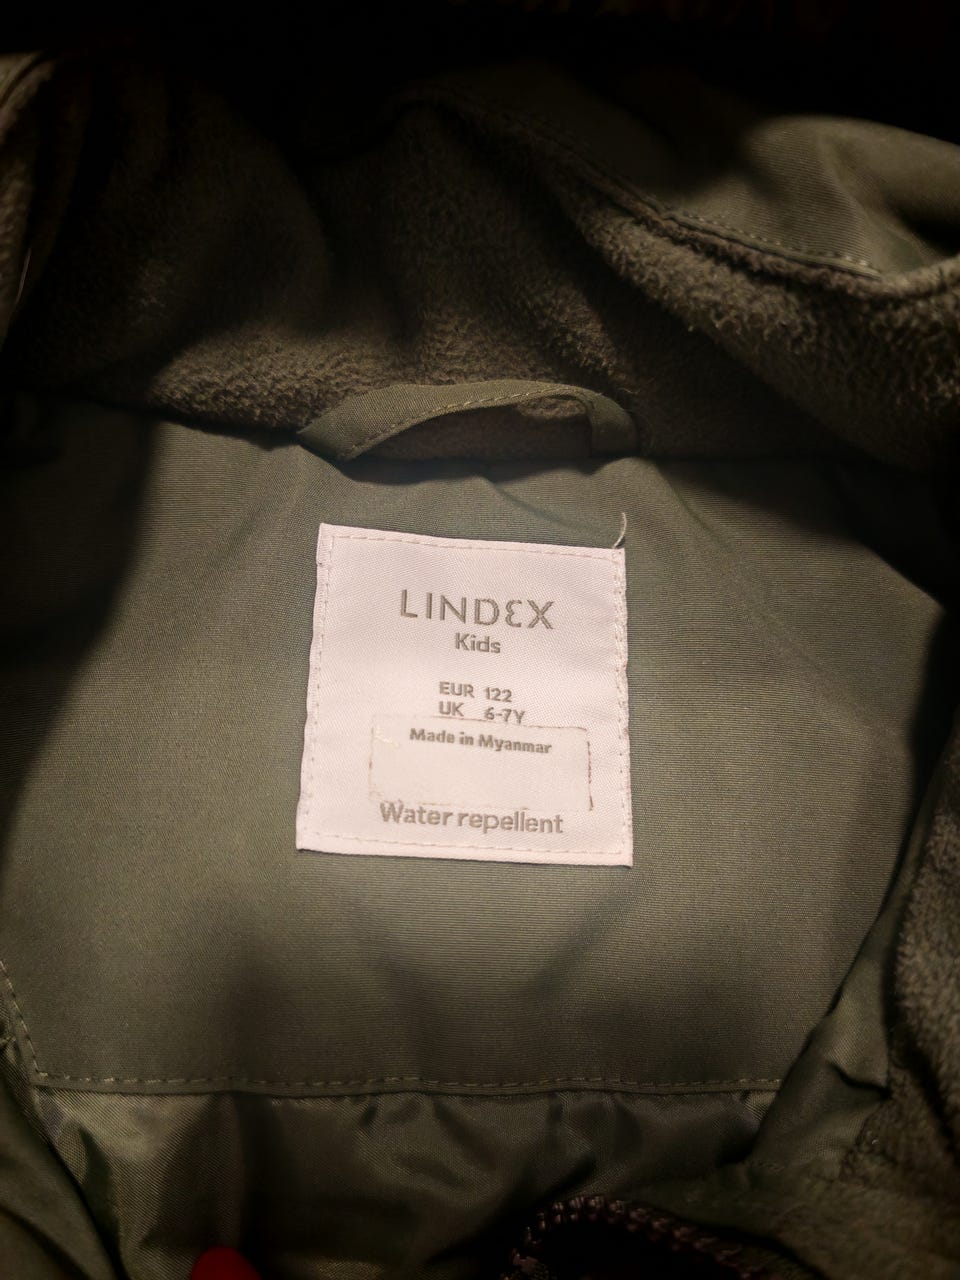 LINDEX
Kids
EUR 122
UK 6-7Y
Made in Myanmar
Water repellent